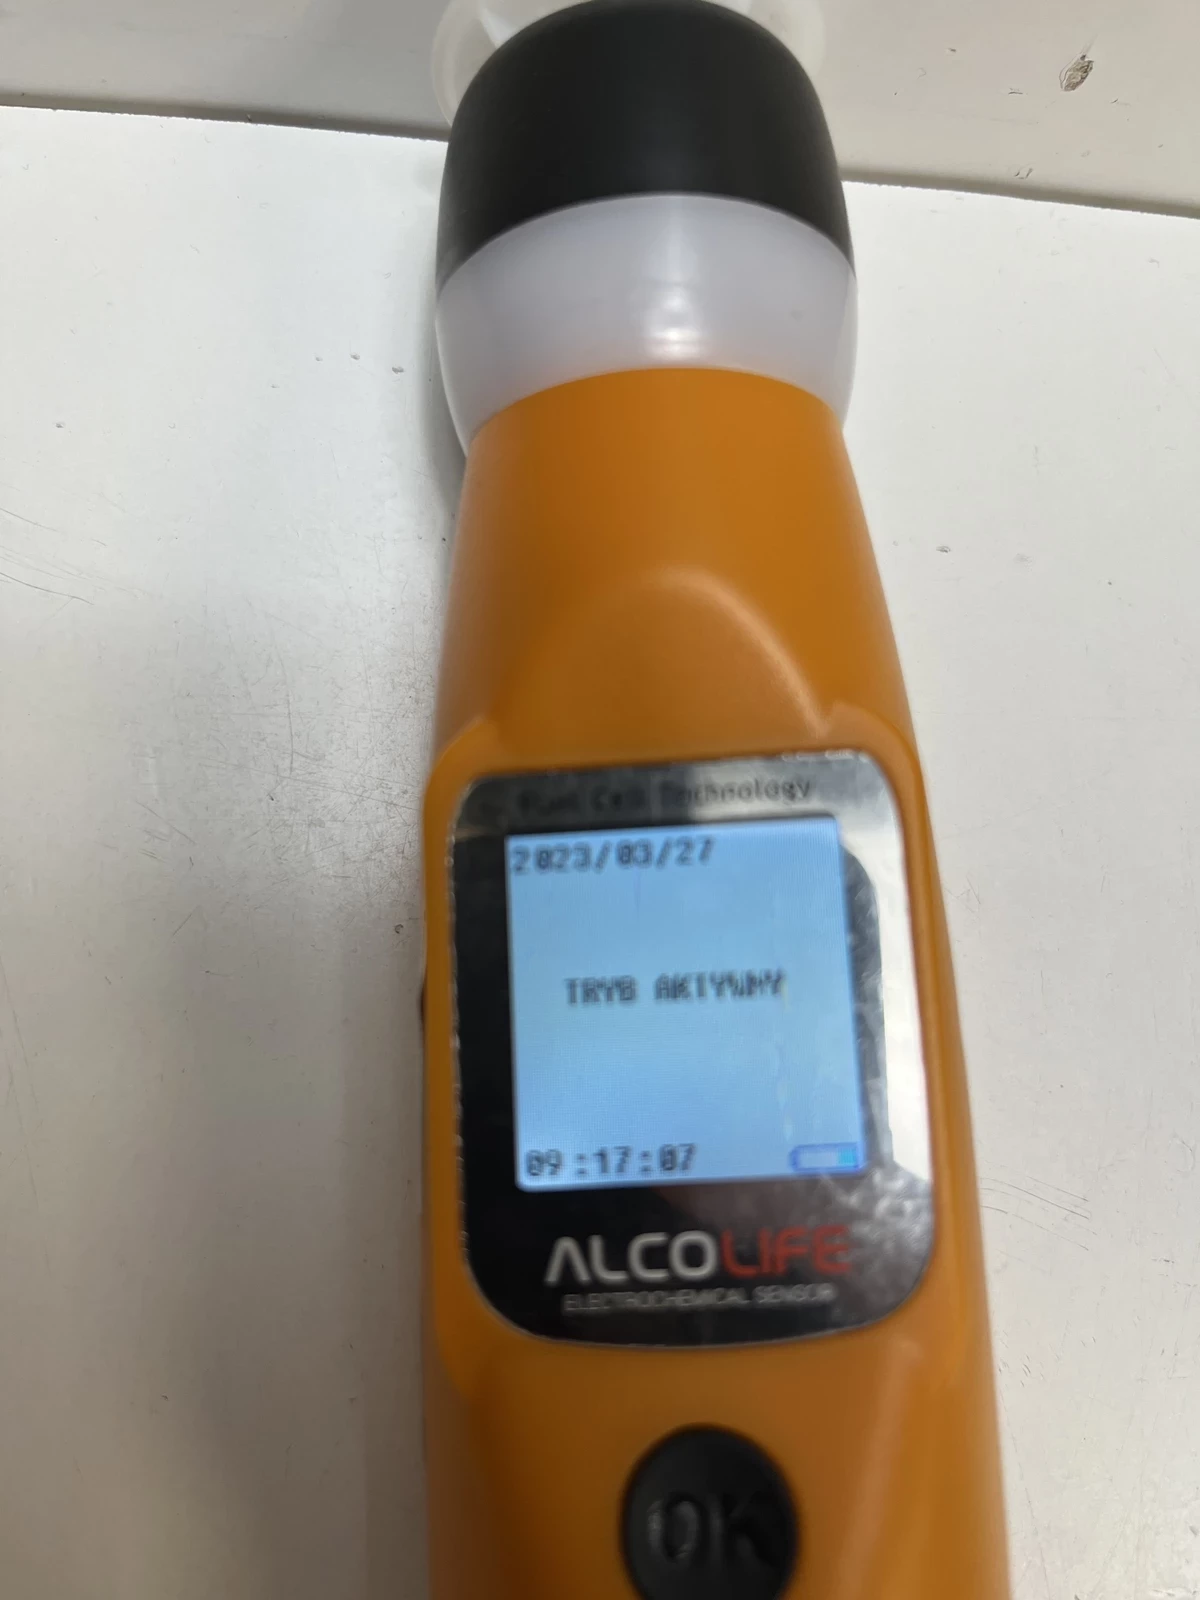 Fuel Cell Technology
2023/03/27
TRYB AKTYWNY
09:17:07
ALCOLIFE
ELECTROCHEMICAL SENSOR
OK